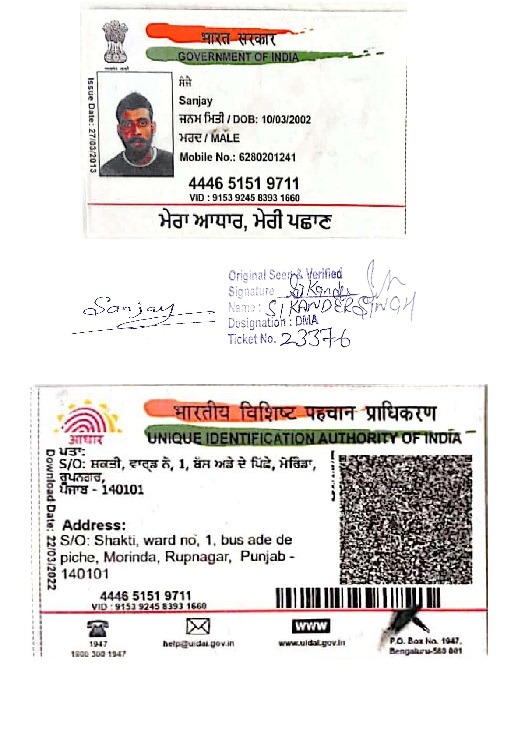 भारत सरकार
GOVERNMENT OF INDIA
Issue Date: 27/03/2013
ਸੰਜੇ
Sanjay
ਜਨਮ ਮਿਤੀ / DOB: 10/03/2002
ਮਰਦ / MALE
Mobile No.: 6280201241
4446 5151 9711
VID : 9153 9245 8393 1660
ਮੇਰਾ ਆਧਾਰ, ਮੇਰੀ ਪਛਾਣ
Sanjay
Original Seen & Verified
Signature Sikander
Name : SIKANDER SINGH
Designation : DMA
Ticket No. 23376
भारतीय विशिष्ट पहचान प्राधिकरण
UNIQUE IDENTIFICATION AUTHORITY OF INDIA
आधार
Download Date: 22/03/2022
ਪਤਾ:
S/O: ਸ਼ਕਤੀ, ਵਾਰਡ ਨੰ, 1, ਬੱਸ ਅਡੇ ਦੇ ਪਿੱਛੇ, ਮੋਰਿੰਡਾ,
ਰੂਪਨਗਰ,
ਪੰਜਾਬ - 140101
Address:
S/O: Shakti, ward no, 1, bus ade de
piche, Morinda, Rupnagar, Punjab -
140101
4446 5151 9711
VID : 9153 9245 8393 1660
1947
1800 300 1947
help@uidai.gov.in
www
www.uidai.gov.in
P.O. Box No. 1947,
Bengaluru-560 001